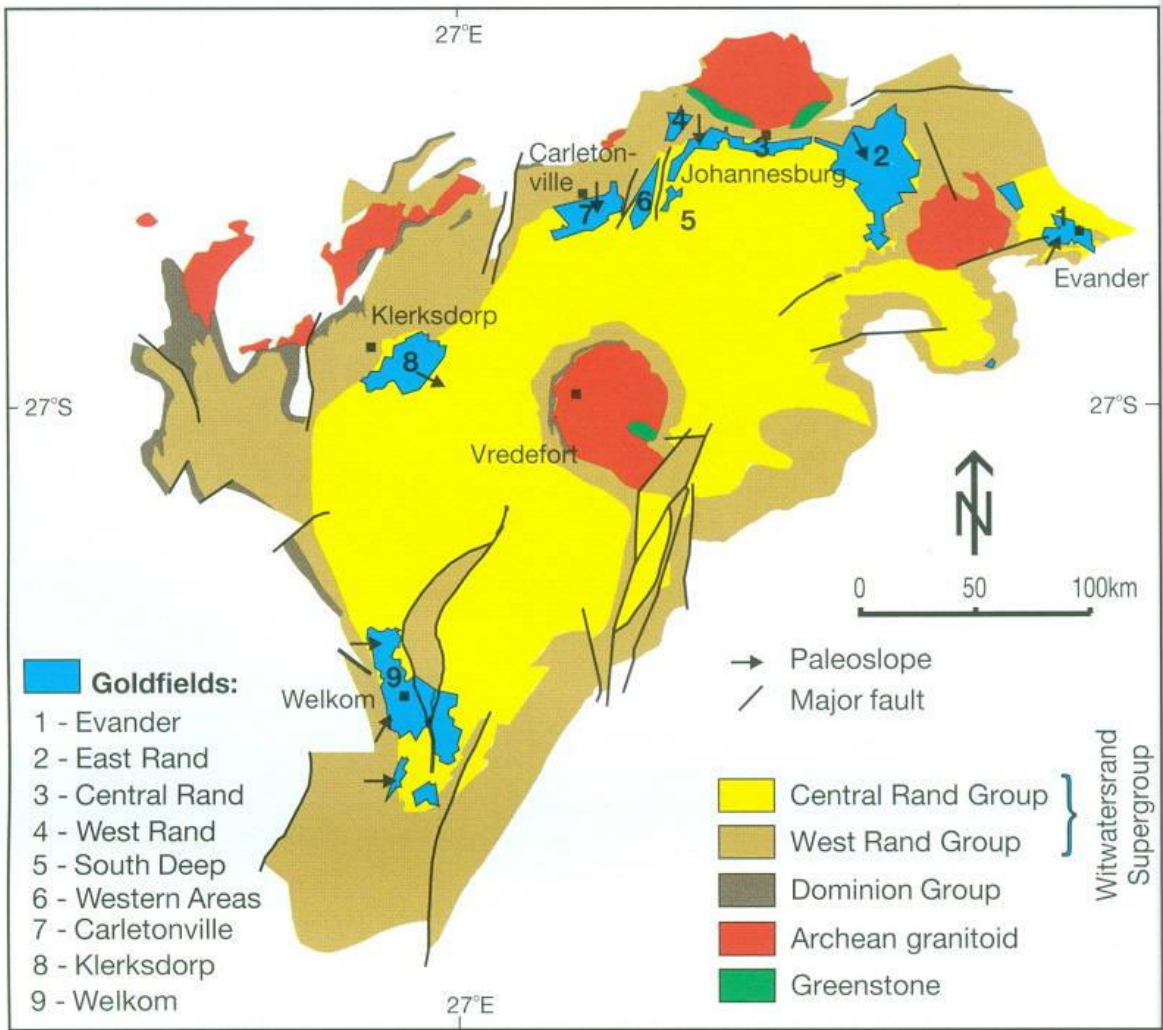 27°E
4
Carleton-
ville
3
2
Johannesburg
7
6
5
1
Evander
Klerksdorp
8
27°S
27°S
Vredefort
N
0 50 100km
Paleoslope
Major fault
9
Welkom
Goldfields:
1 - Evander
2 - East Rand
3 - Central Rand
4 - West Rand
5 - South Deep
6 - Western Areas
7 - Carletonville
8 - Klerksdorp
9 - Welkom
Central Rand Group
West Rand Group
Dominion Group
Archean granitoid
Greenstone
Witwatersrand
Supergroup
27°E